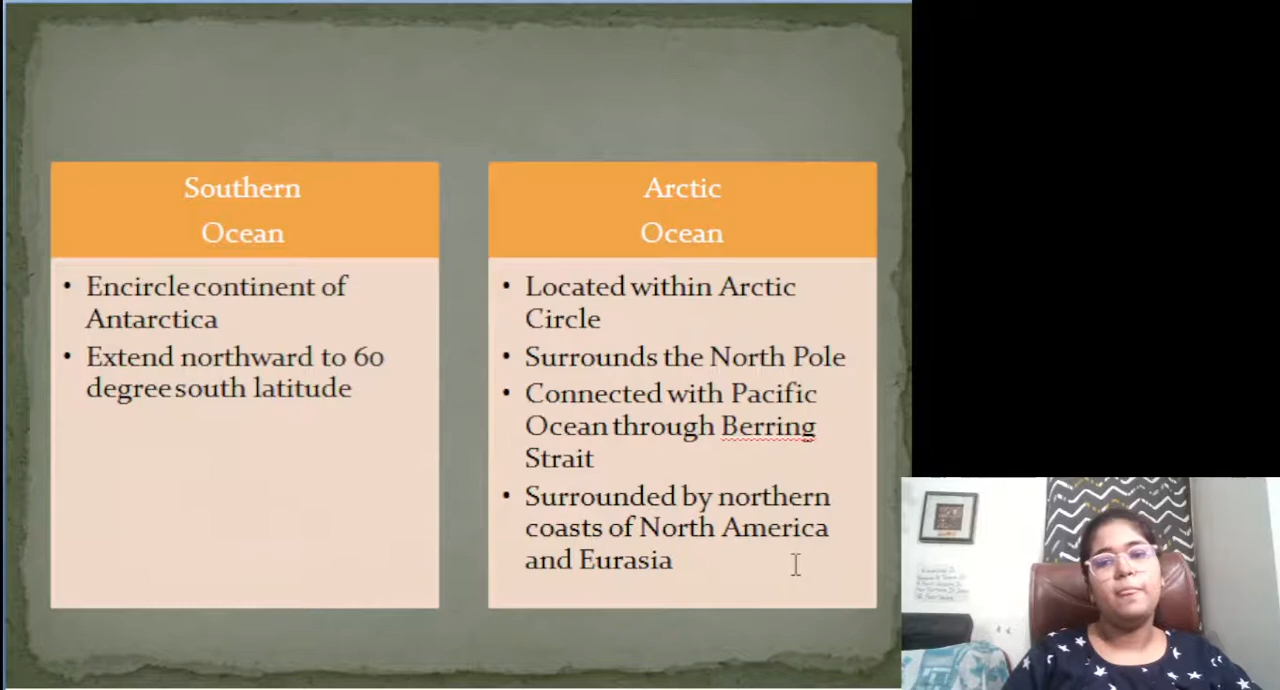 Southern
Ocean
• Encircle continent of
Antarctica
• Extend northward to 60
degree south latitude
Arctic
Ocean
• Located within Arctic
Circle
• Surrounds the North Pole
• Connected with Pacific
Ocean through Berring
Strait
• Surrounded by northern
coasts of North America
and Eurasia